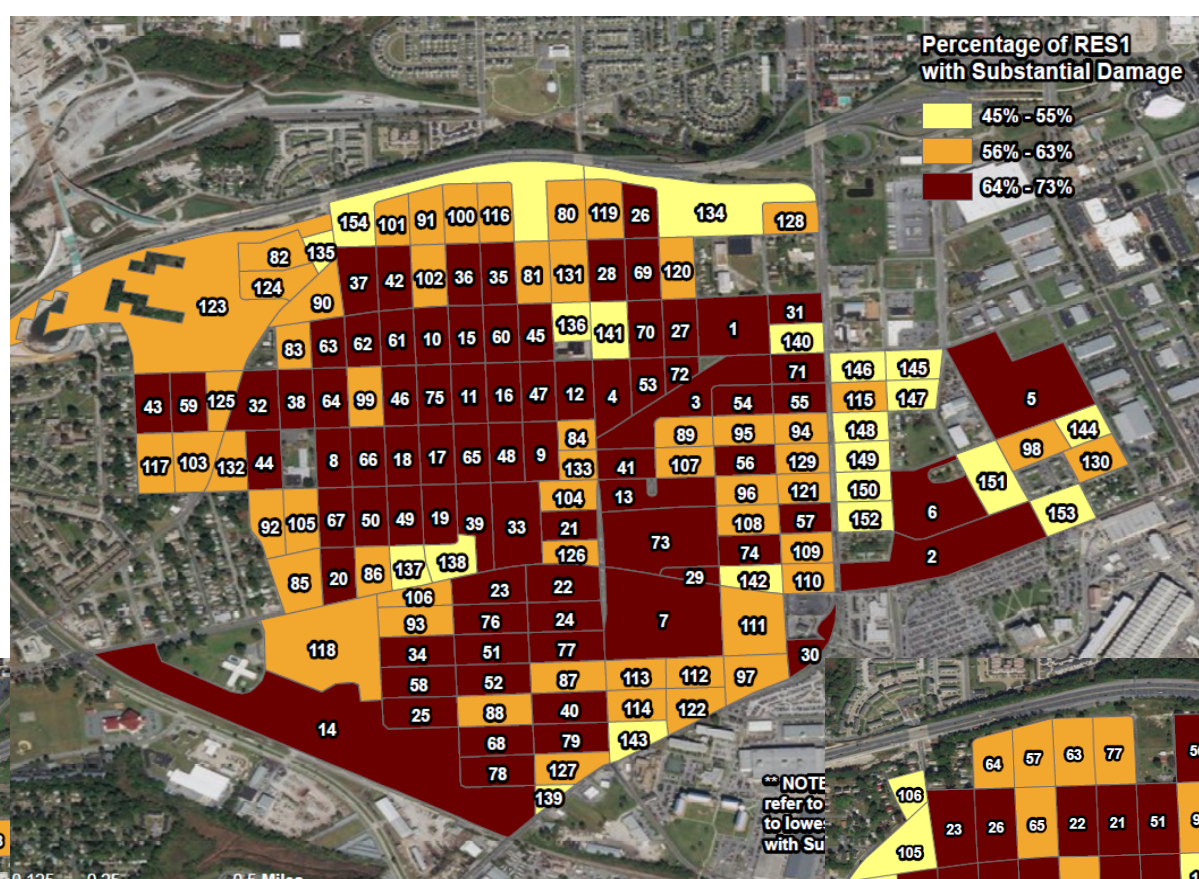 Percentage of RES1
with Substantial Damage
45% - 55%
56% - 63%
64% - 73%
154 101 91 100 116 80 119 26 134 128
82 135 37 42 102 36 35 81 131 28 69 120
123 124 90
83 63 62 61 10 15 60 45 136 141 70 27 1 31
140
43 59 125 32 38 64 99 46 75 11 16 47 12 4 53 72 71 146 145
3 54 55 115 147 5
117 103 132 44 8 66 18 17 65 48 9 84 89 95 94 148 144
133 41 107 56 129 149 98 130
92 105 67 50 49 19 39 33 104 13 96 121 150 151
21 73 108 57 152 6 153
85 20 86 137 138 126 74 109 2
106 23 22 29 142 110
93 76 24 7 111
118 34 51 77 30
58 52 87 113 112 97
14 25 88 40 114 122
68 79 143
78 127
139
** NOTE
refer to
to lowe
with Su
64 57 63 77
106
23 26 65 22 21 51
105
0.5 Miles